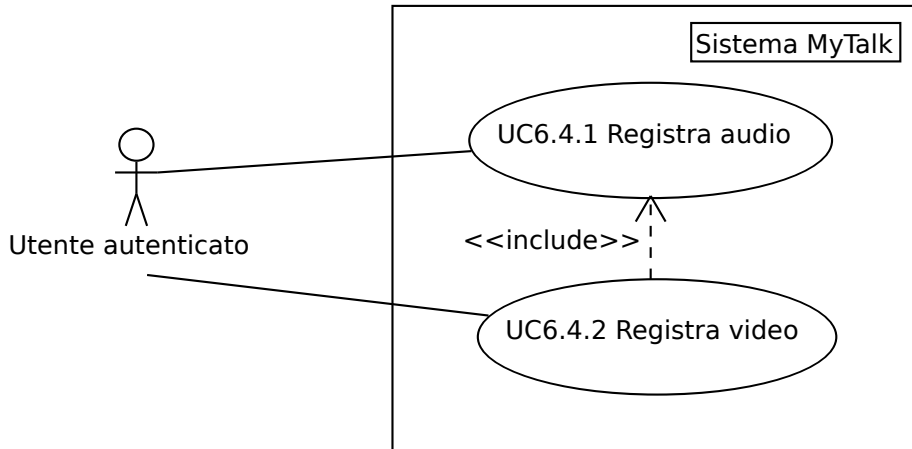 Sistema MyTalk
UC6.4.1 Registra audio
Utente autenticato
<<include>>
UC6.4.2 Registra video